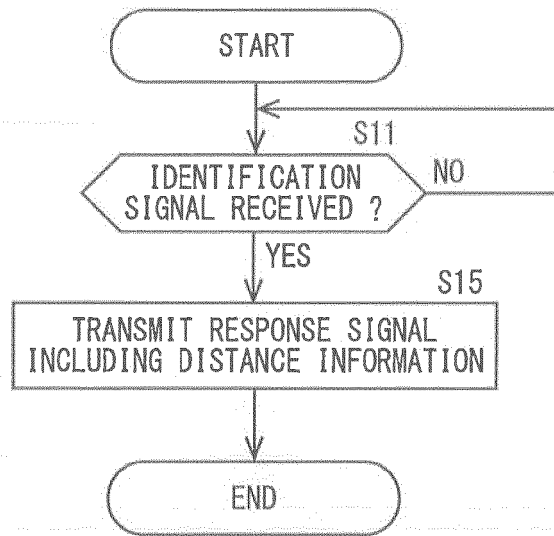 START
S11
IDENTIFICATION
SIGNAL RECEIVED ?
NO
YES
S15
TRANSMIT RESPONSE SIGNAL
INCLUDING DISTANCE INFORMATION
END